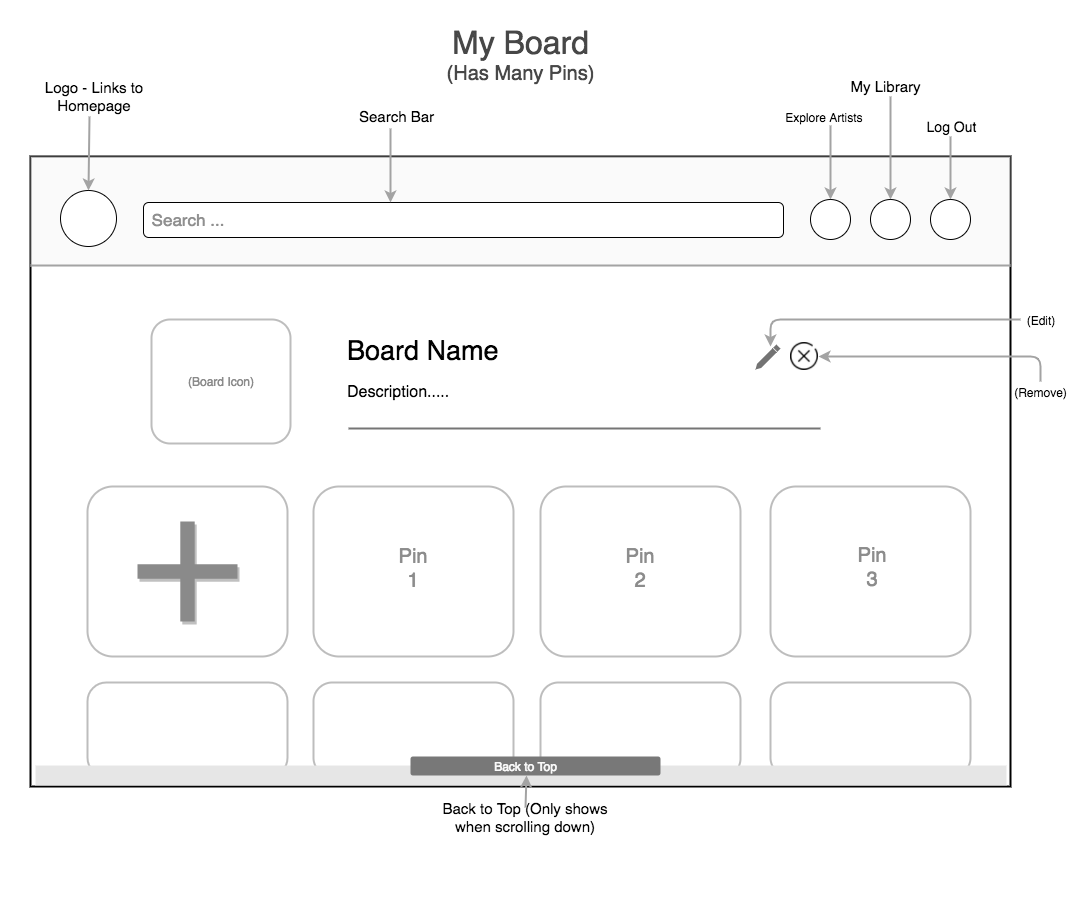 My Board
(Has Many Pins)
Logo - Links to
Homepage
Search Bar
Explore Artists
My Library
Log Out
Search ...
(Edit)
(Remove)
(Board Icon)
Board Name
Description.....
Pin
1
Pin
2
Pin
3
Back to Top
Back to Top (Only shows
when scrolling down)